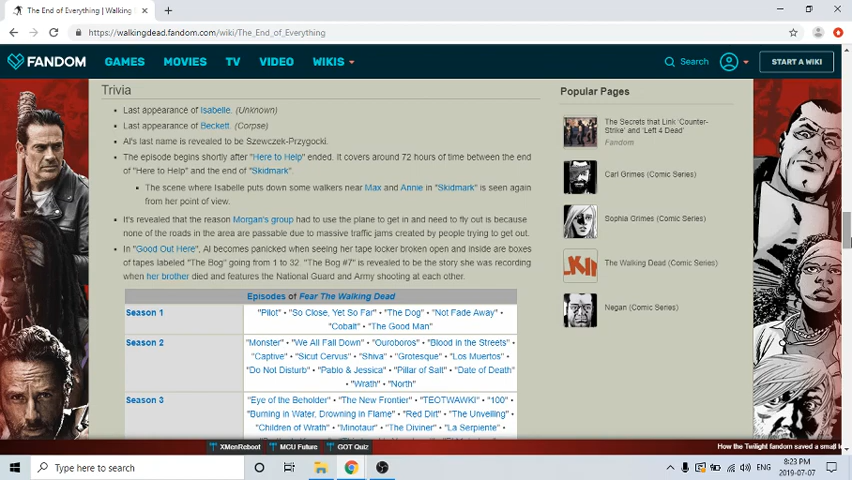 The End of Everything | Walking
https://walkingdead.fandom.com/wiki/The_End_of_Everything
FANDOM
GAMES
MOVIES
TV
VIDEO
WIKIS
Search
START A WIKI
Trivia
Last appearance of Isabelle. (Unknown)
Last appearance of Beckett. (Corpse)
Al's last name is revealed to be Szewczek-Przygocki.
The episode begins shortly after "Here to Help" ended. It covers around 72 hours of time between the end
of "Here to Help" and the end of "Skidmark".
The scene where Isabelle puts down some walkers near Max and Annie in "Skidmark" is seen again
from her point of view.
It's revealed that the reason Morgan's group had to use the plane to get in and need to fly out is because
none of the roads in the area are passable due to massive traffic jams created by people trying to get out.
In "Good Out Here", Al becomes panicked when seeing her tape locker broken open and inside are boxes
of tapes labeled "The Bog" going from 1 to 32. "The Bog #7" is revealed to be the story she was recording
when her brother died and features the National Guard and Army shooting at each other.
Episodes of Fear The Walking Dead
Season 1
"Pilot" • "So Close, Yet So Far" • "The Dog" • "Not Fade Away" •
"Cobalt" • "The Good Man"
Season 2
"Monster" • "We All Fall Down" • "Ouroboros" • "Blood in the Streets" •
"Captive" • "Sicut Cervus" • "Shiva" • "Grotesque" • "Los Muertos" •
"Do Not Disturb" • "Pablo & Jessica" • "Pillar of Salt" • "Date of Death"
• "Wrath" • "North"
Season 3
"Eye of the Beholder" • "The New Frontier" • "TEOTWAWKI" • "100" •
"Burning in Water, Drowning in Flame" • "Red Dirt" • "The Unveiling" •
"Children of Wrath" • "Minotaur" • "The Diviner" • "La Serpiente" •
Popular Pages
The Secrets that Link 'Counter-
Strike' and 'Left 4 Dead'
Fandom
Carl Grimes (Comic Series)
Sophia Grimes (Comic Series)
The Walking Dead (Comic Series)
Negan (Comic Series)
XMenReboot
MCU Future
GOT Quiz
How the Twilight fandom saved a small
Type here to search
ENG
8:23 PM
2019-07-07